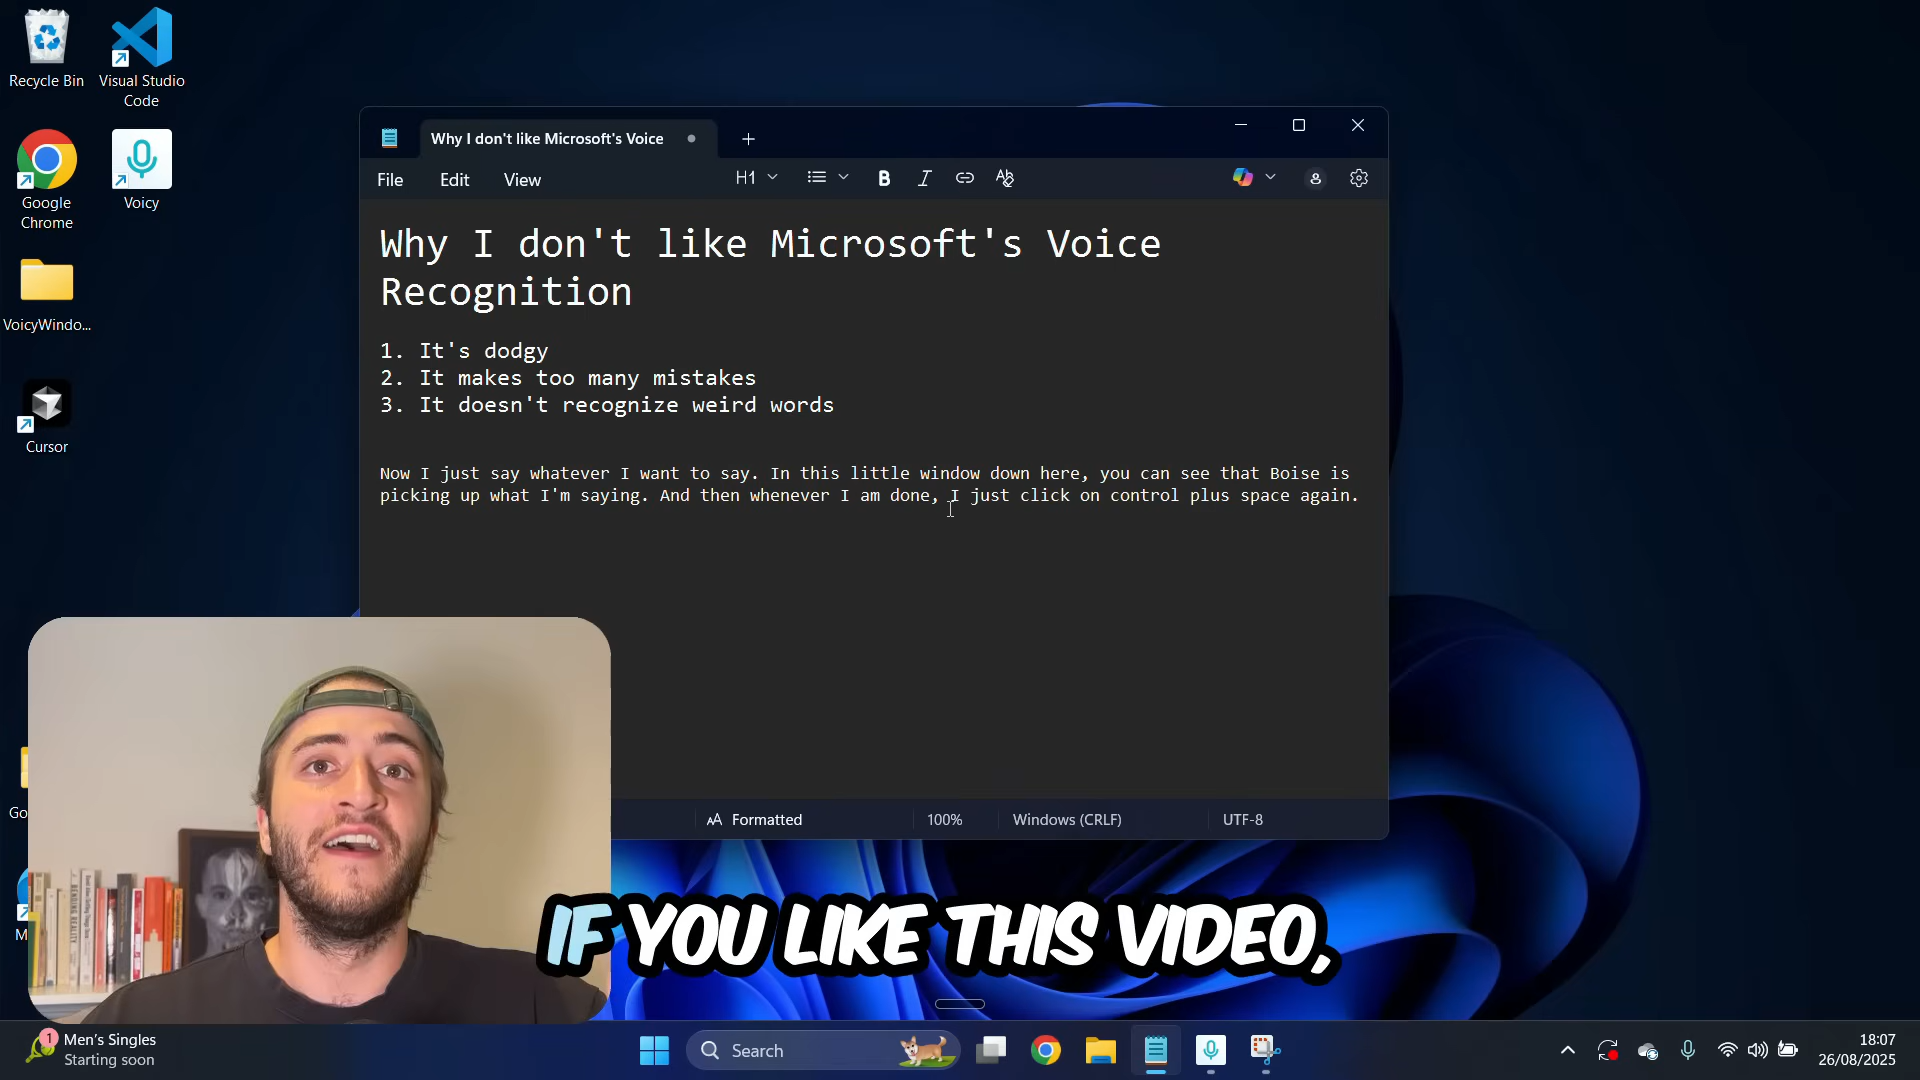 Recycle Bin
Visual Studio
Code
Google
Chrome
Voicy
VoicyWindo...
Cursor
Go
M
Why I don't like Microsoft's Voice
File Edit View
H1
Why I don't like Microsoft's Voice
Recognition
1. It's dodgy
2. It makes too many mistakes
3. It doesn't recognize weird words
Now I just say whatever I want to say. In this little window down here, you can see that Boise is
picking up what I'm saying. And then whenever I am done, I just click on control plus space again.
Formatted 100% Windows (CRLF) UTF-8
IF YOU LIKE THIS VIDEO,
1
Men's Singles
Starting soon
Search
18:07
26/08/2025